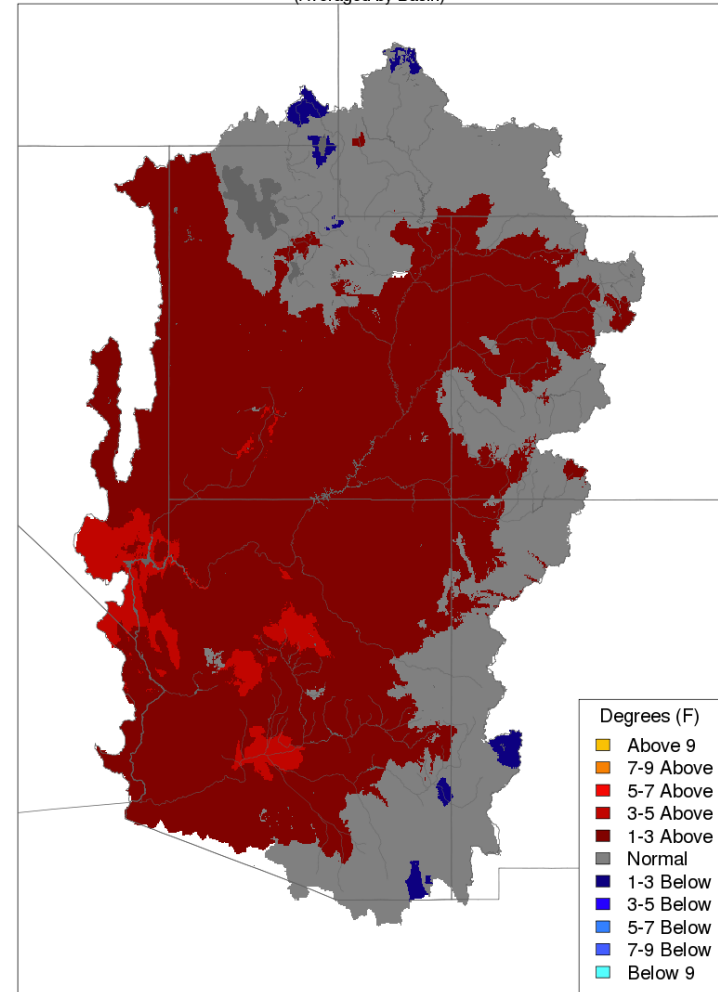 (Averaged by Basin)
Degrees (F)
Above 9
7-9 Above
5-7 Above
3-5 Above
1-3 Above
Normal
1-3 Below
3-5 Below
5-7 Below
7-9 Below
Below 9